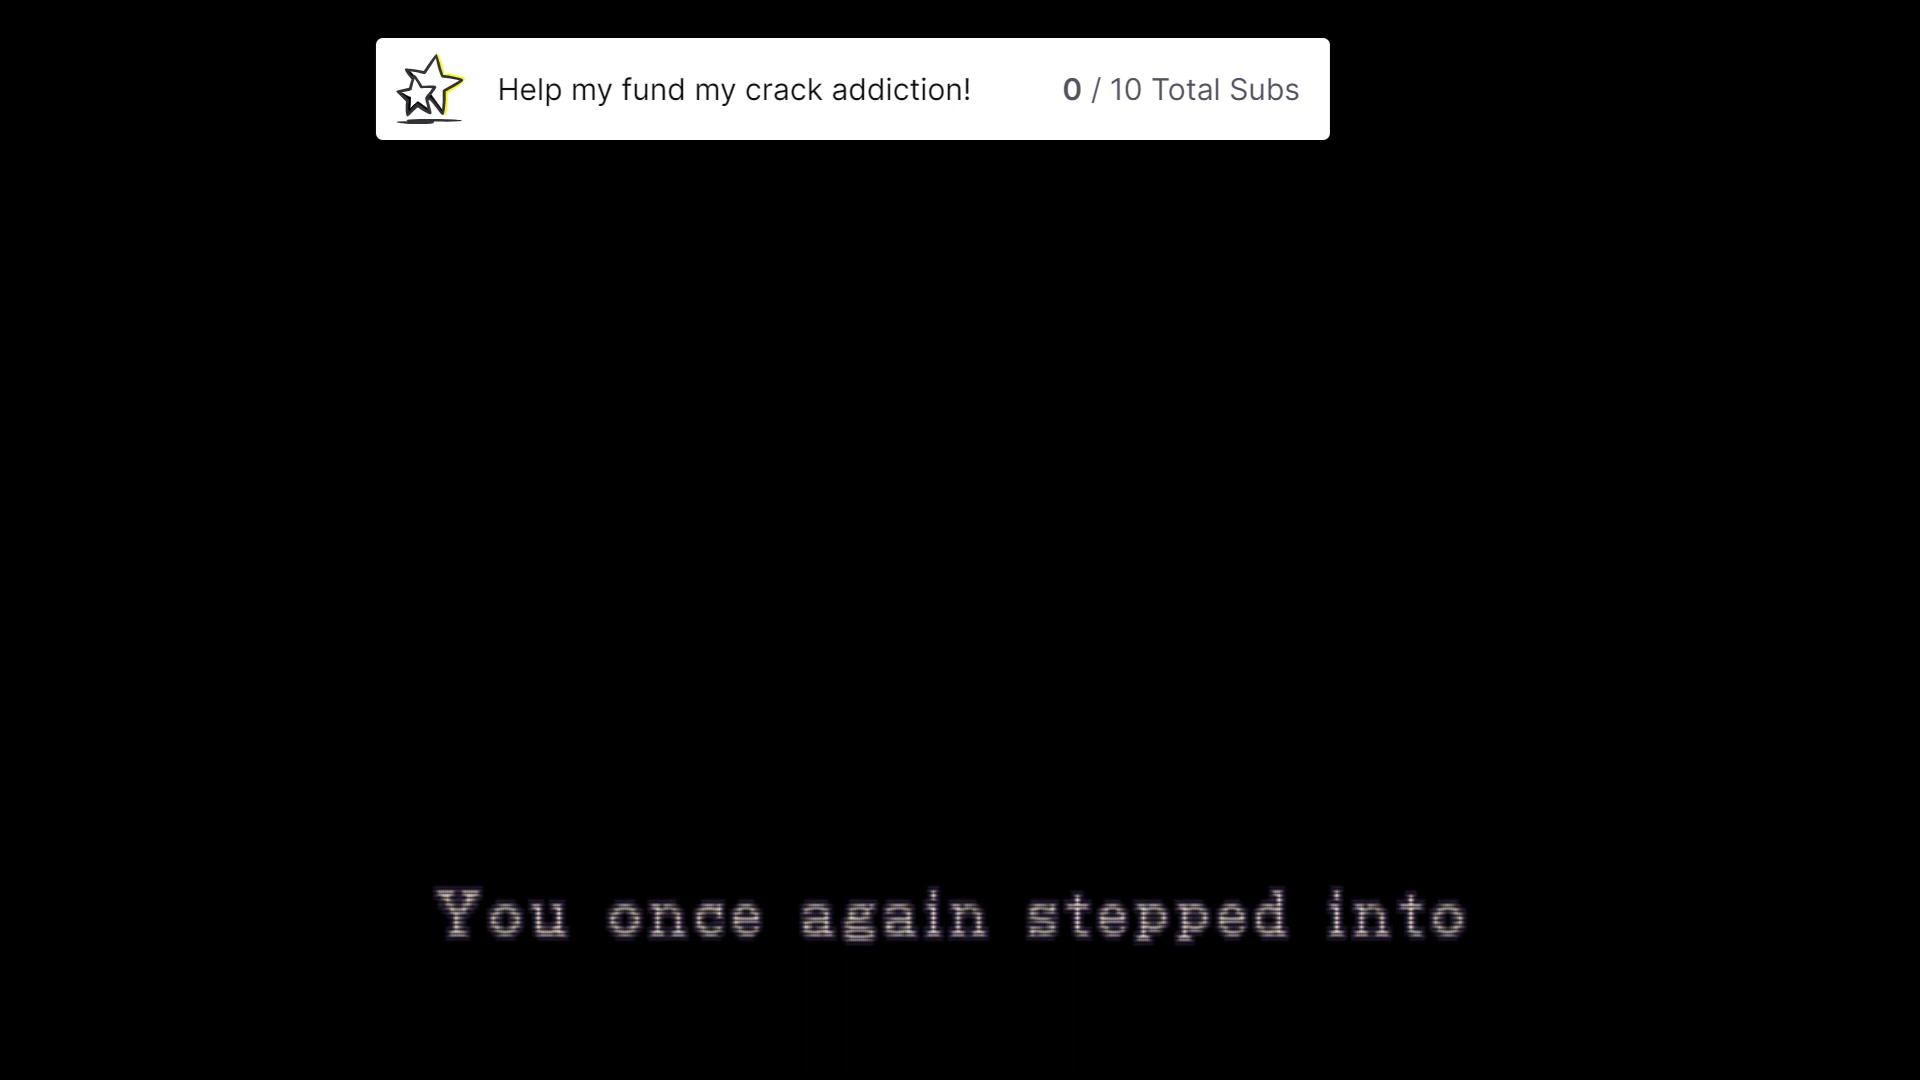 Help my fund my crack addiction! 0 / 10 Total Subs
You once again stepped into